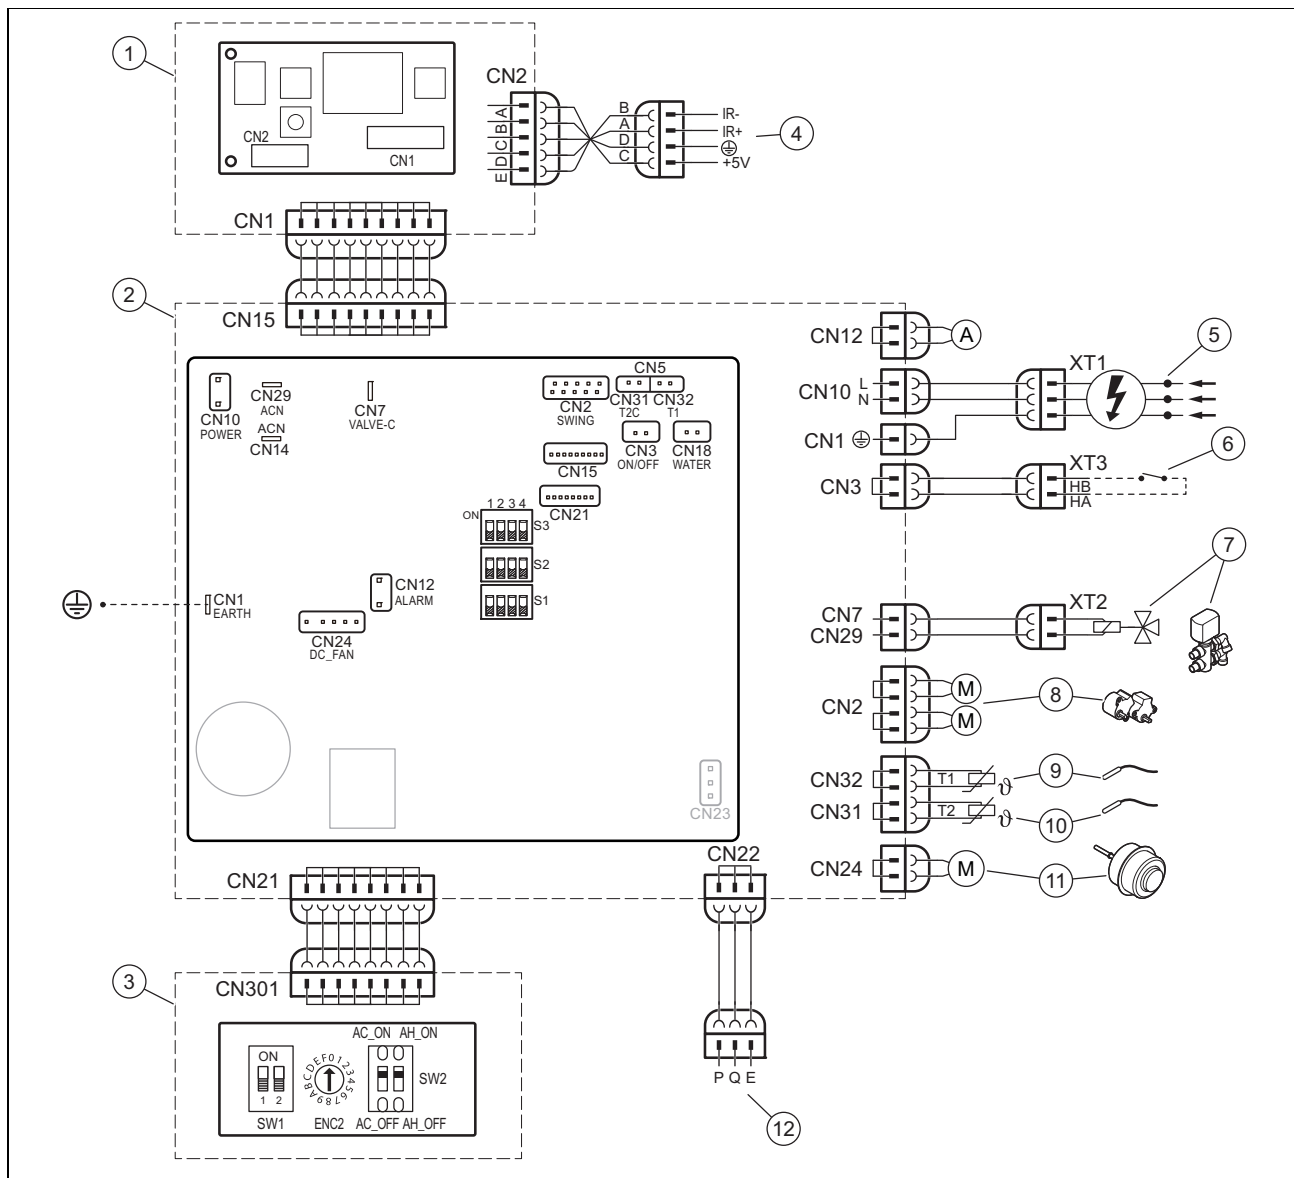 1
CN2
A
B
C
D
E
B
A
D
C
IR-
IR+
+5V
4
CN2
CN1
CN1
2
CN15
CN12
A
5
XT1
CN10
L
N
CN1
6
XT3
CN3
HB
HA
CN10
POWER
CN29
ACN
ACN
CN14
CN7
VALVE-C
CN5
CN2
SWING
CN31
T2C
CN32
T1
CN3
ON/OFF
CN18
WATER
CN15
CN21
1 2 3 4
ON
S3
S2
S1
CN12
ALARM
CN1
EARTH
CN24
DC_FAN
CN23
7
CN7
CN29
XT2
CN2
M
M
8
CN32
T1
ϑ
9
CN31
T2
ϑ
10
CN24
M
11
CN21
CN22
3
CN301
P Q E
12
AC_ON AH_ON
ON
1 2
SW1
0123456789ABCDEF
ENC2
SW2
AC_OFF AH_OFF